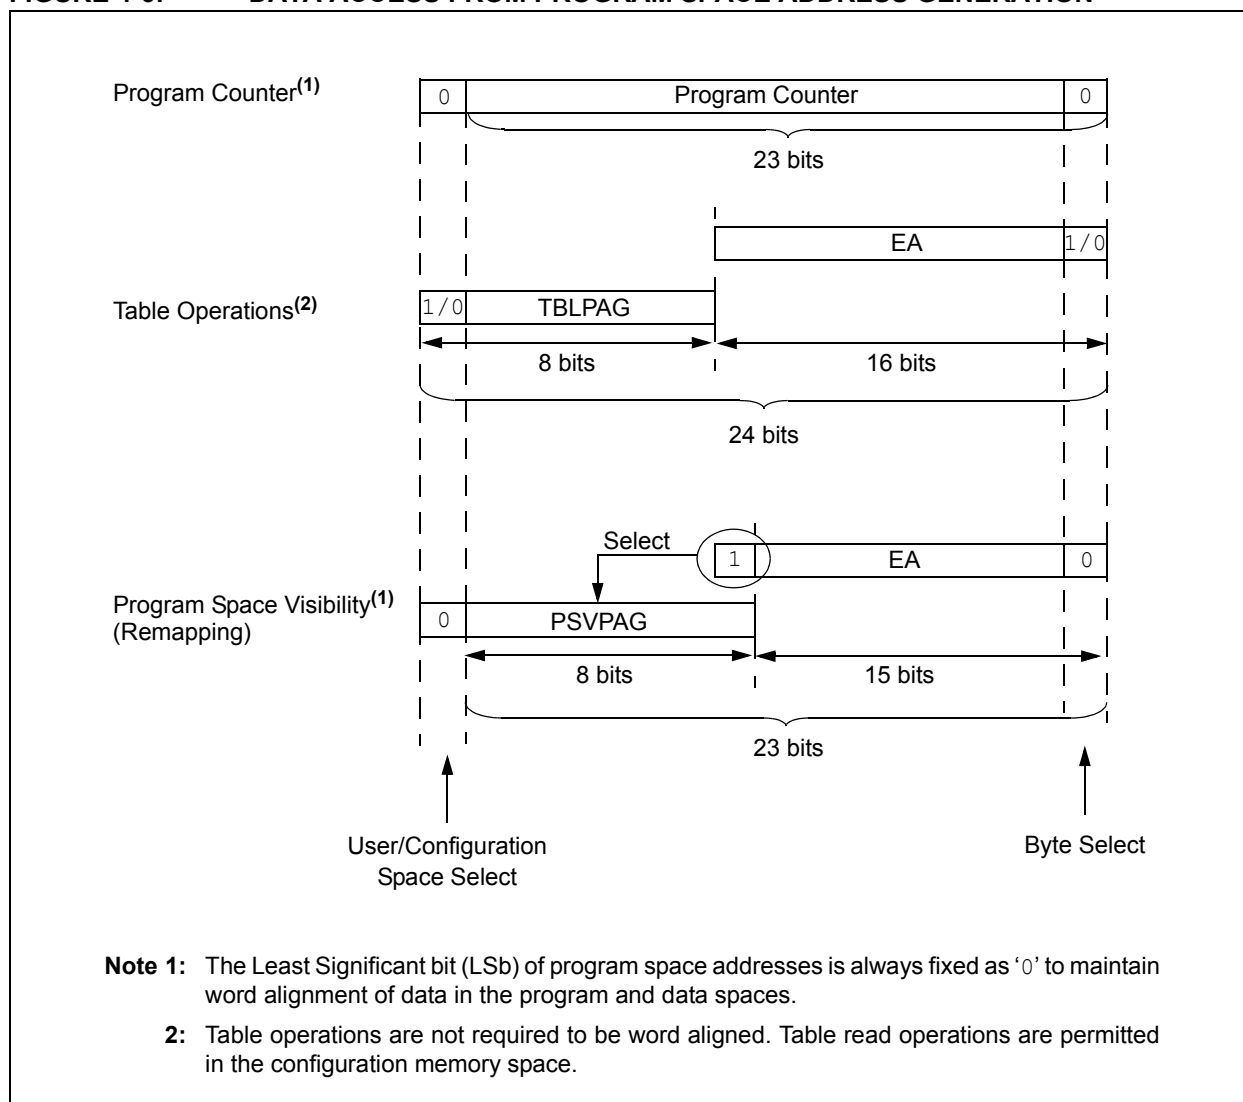 Program Counter(1)
0
Program Counter
0
23 bits
EA
1/0
Table Operations(2)
1/0
TBLPAG
8 bits
16 bits
24 bits
Select
1
EA
0
Program Space Visibility(1)
(Remapping)
0
PSVPAG
8 bits
15 bits
23 bits
User/Configuration
Space Select
Byte Select
Note 1: The Least Significant bit (LSb) of program space addresses is always fixed as ‘0’ to maintain
word alignment of data in the program and data spaces.
2: Table operations are not required to be word aligned. Table read operations are permitted
in the configuration memory space.